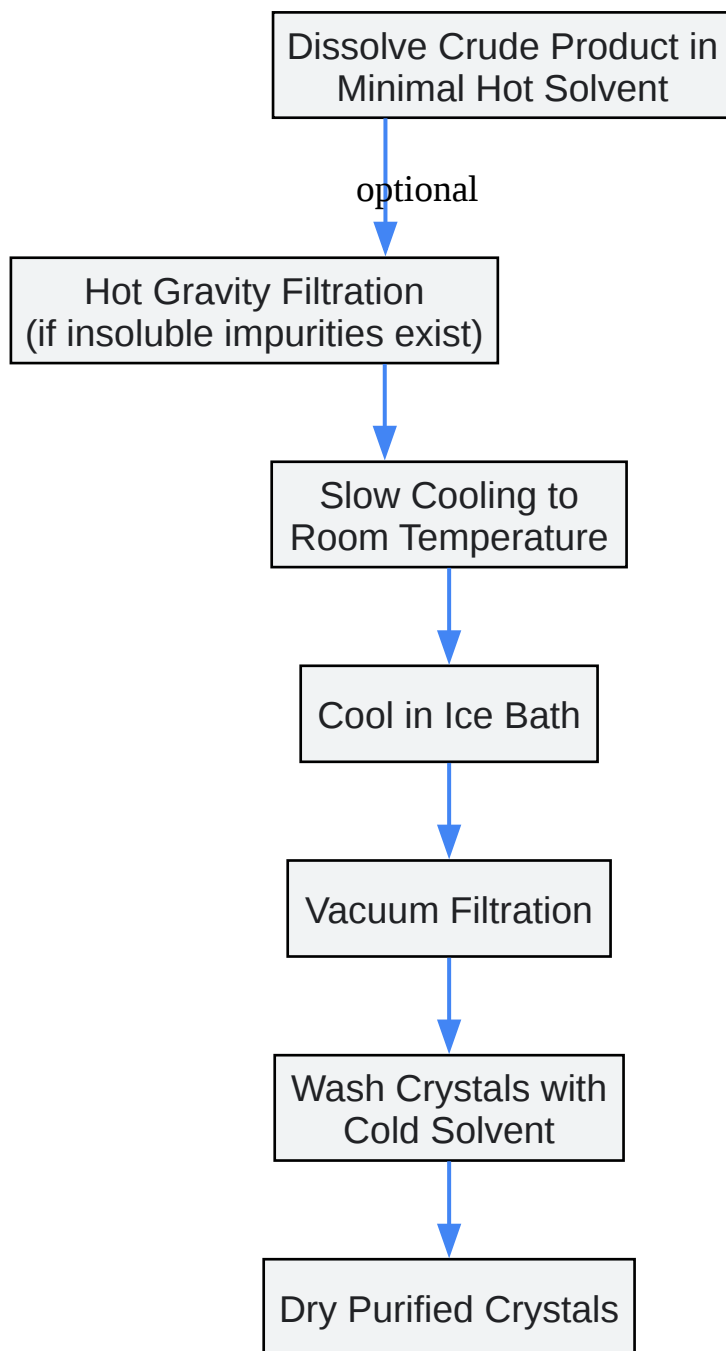 Dissolve Crude Product in
Minimal Hot Solvent
optional
Hot Gravity Filtration
(if insoluble impurities exist)
Slow Cooling to
Room Temperature
Cool in Ice Bath
Vacuum Filtration
Wash Crystals with
Cold Solvent
Dry Purified Crystals